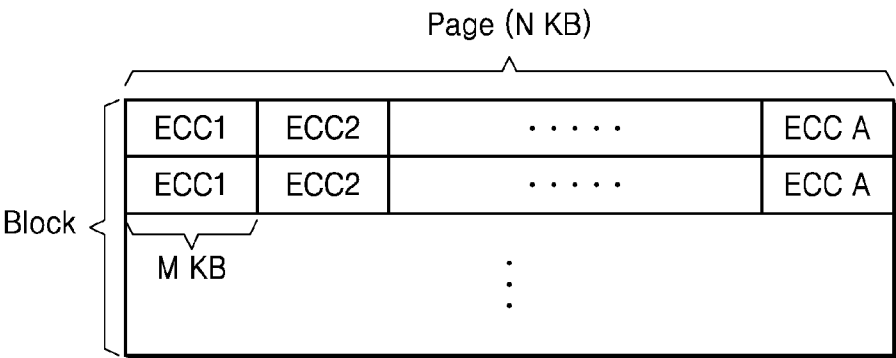 Page (N KB)
ECC1 ECC2 ..... ECC A
ECC1 ECC2 ..... ECC A
Block
M KB